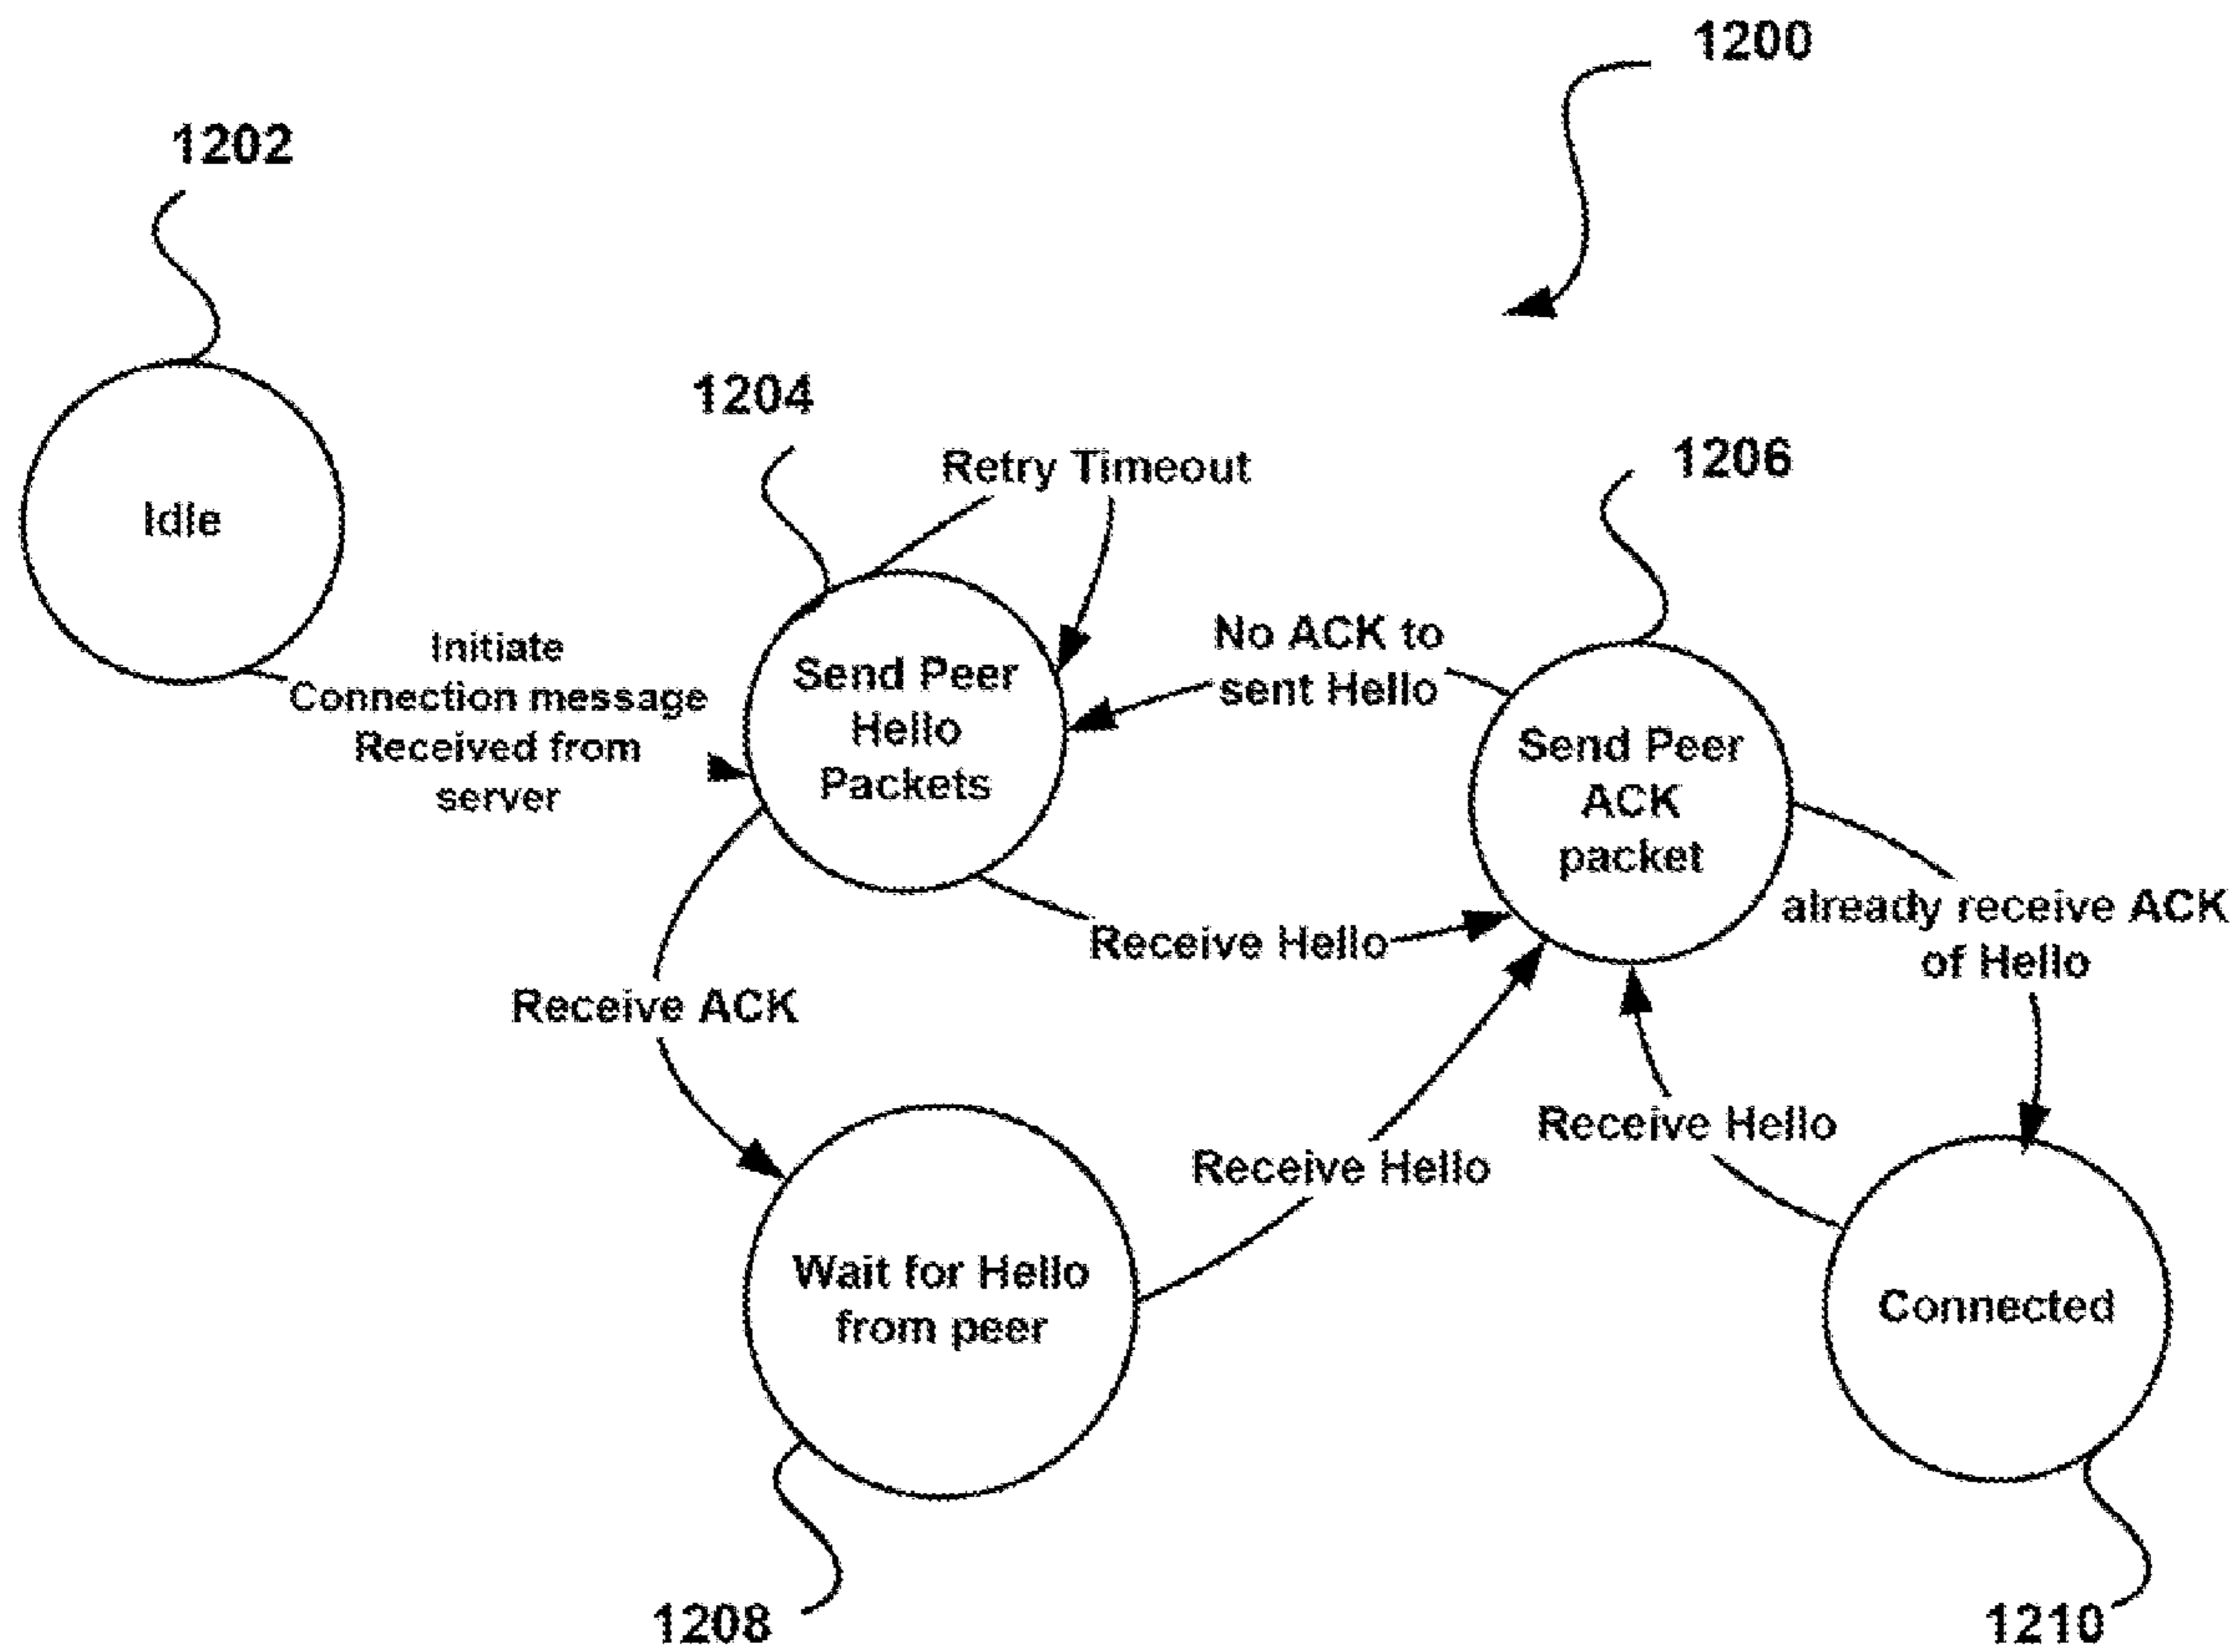 1200
1202
1204
Retry Timeout
1206
Idle
Initiate
Connection message
Received from
server
Send Peer
Hello
Packets
No ACK to
sent Hello
Send Peer
ACK
packet
already receive ACK
of Hello
Receive Hello
Receive ACK
Receive Hello
Receive Hello
Wait for Hello
from peer
Connected
1208
1210